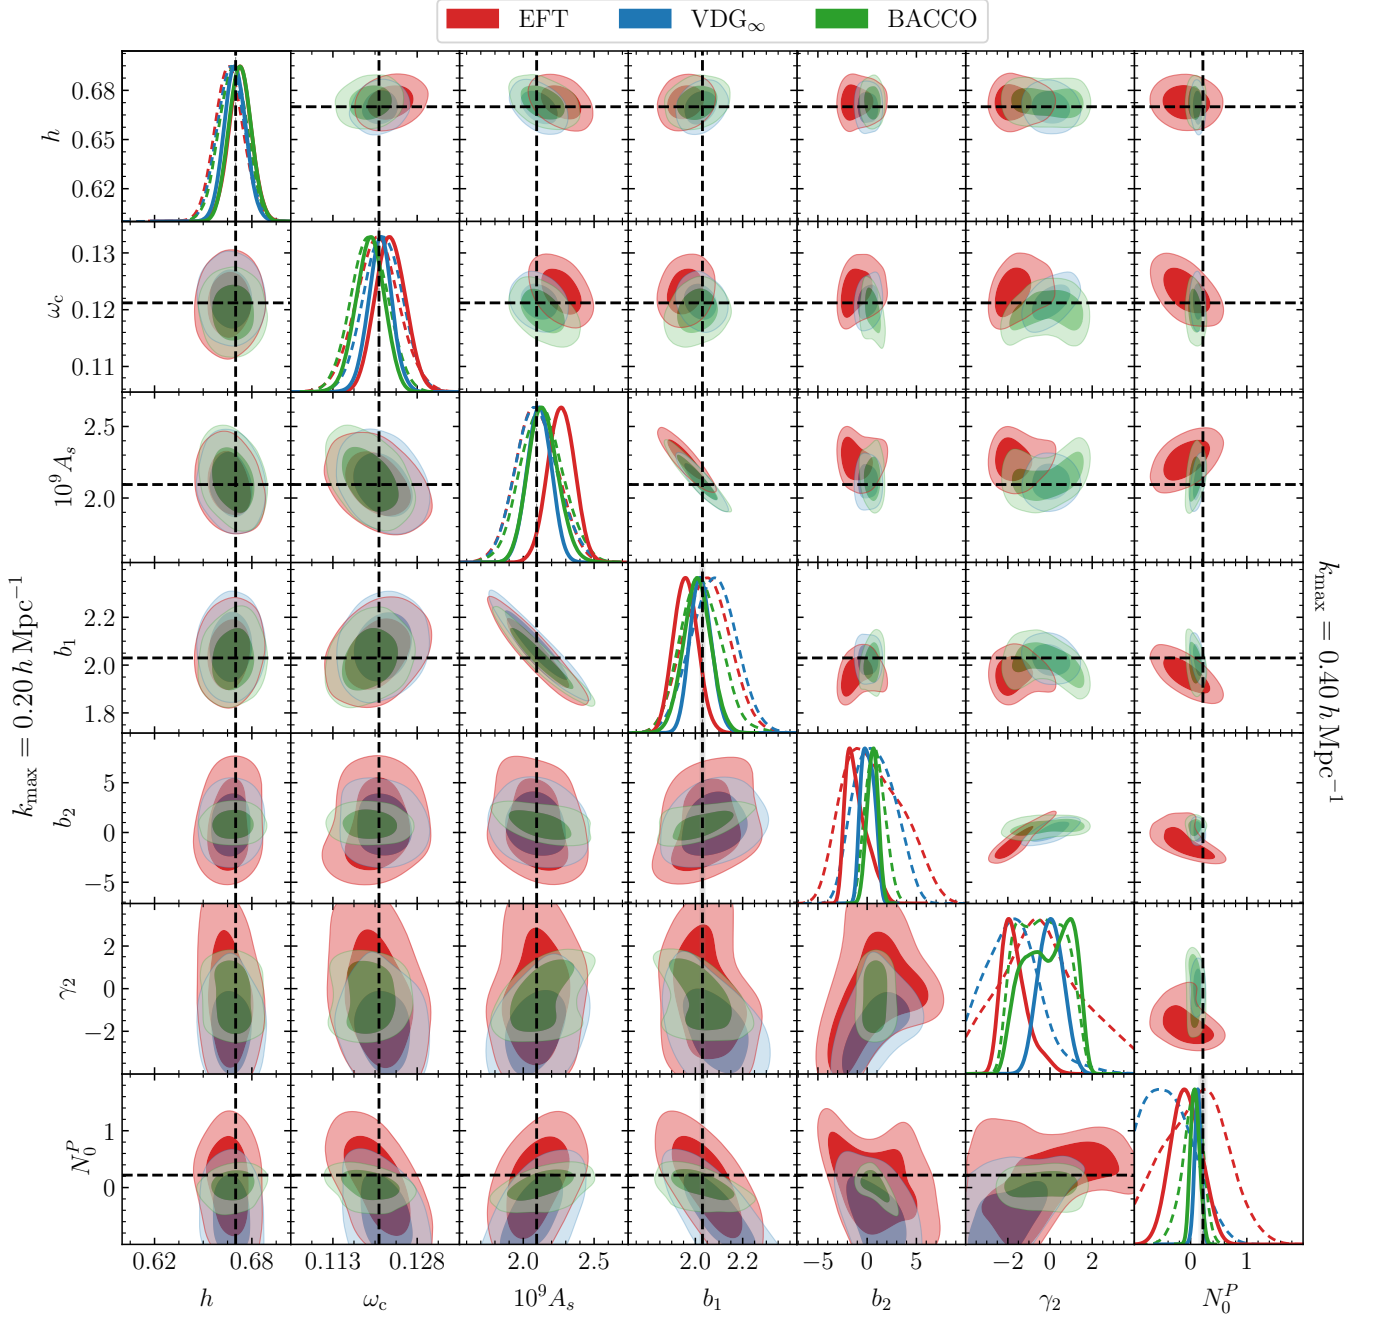 EFT VDG∞ BACCO
0.68
0.65
0.62
h
0.13
0.12
0.11
ωc
2.5
2.0
10⁹Aₛ
2.2
2.0
1.8
b₁
5
0
−5
b₂
2
0
−2
γ₂
1
0
N₀ᴾ
kmax = 0.20 h Mpc⁻¹
kmax = 0.40 h Mpc⁻¹
0.62 0.68 0.113 0.128 2.0 2.5 2.0 2.2 −5 0 5 −2 0 2 0 1
h ωc 10⁹Aₛ b₁ b₂ γ₂ N₀ᴾ